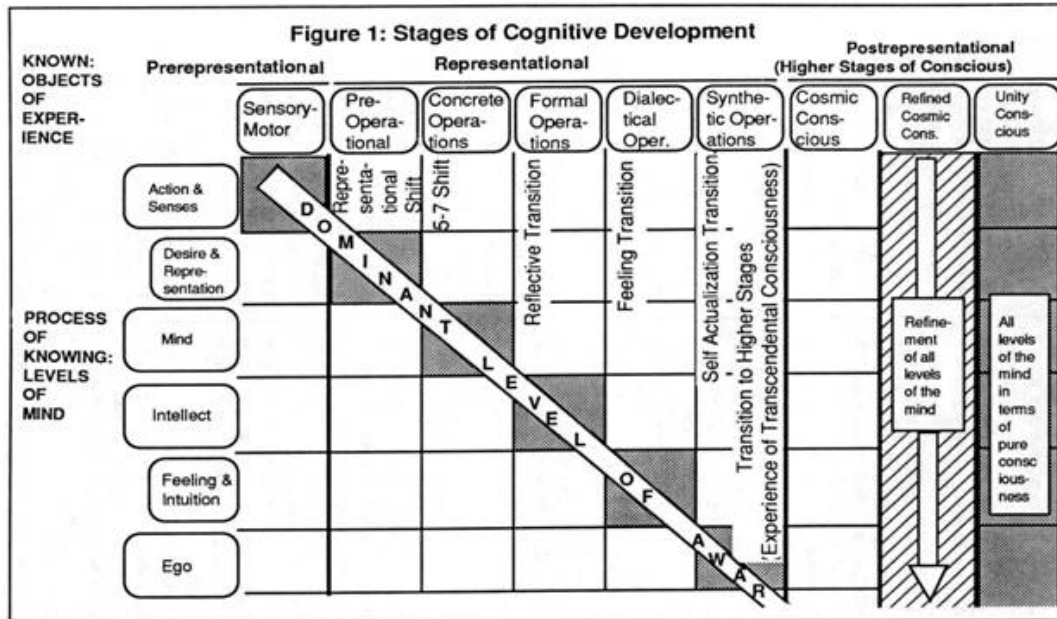 Figure 1: Stages of Cognitive Development
KNOWN:
OBJECTS
OF
EXPER-
IENCE
Prerepresentational
Representational
Postrepresentational
(Higher Stages of Conscious)
Sensory-
Motor
Pre-
Opera-
tional
Concrete
Opera-
tions
Formal
Opera-
tions
Dialec-
tical
Oper.
Synthe-
tic Oper-
ations
Cosmic
Cons-
cious
Refined
Cosmic
Cons.
Unity
Cons-
cious
Action &
Senses
Desire &
Repre-
sentation
PROCESS
OF
KNOWING:
LEVELS
OF
MIND
Mind
Intellect
Feeling &
Intuition
Ego
Repre-
sentational
Shift
5-7 Shift
Reflective Transition
Feeling Transition
Self Actualization Transition
Transition to Higher Stages
(Experience of Transcendental Consciousness)
DOMINANT LEVEL OF AWAR
Refine-
ment
of all
levels
of the
mind
All
levels
of the
mind
in
terms
of
pure
consc
ious-
ness